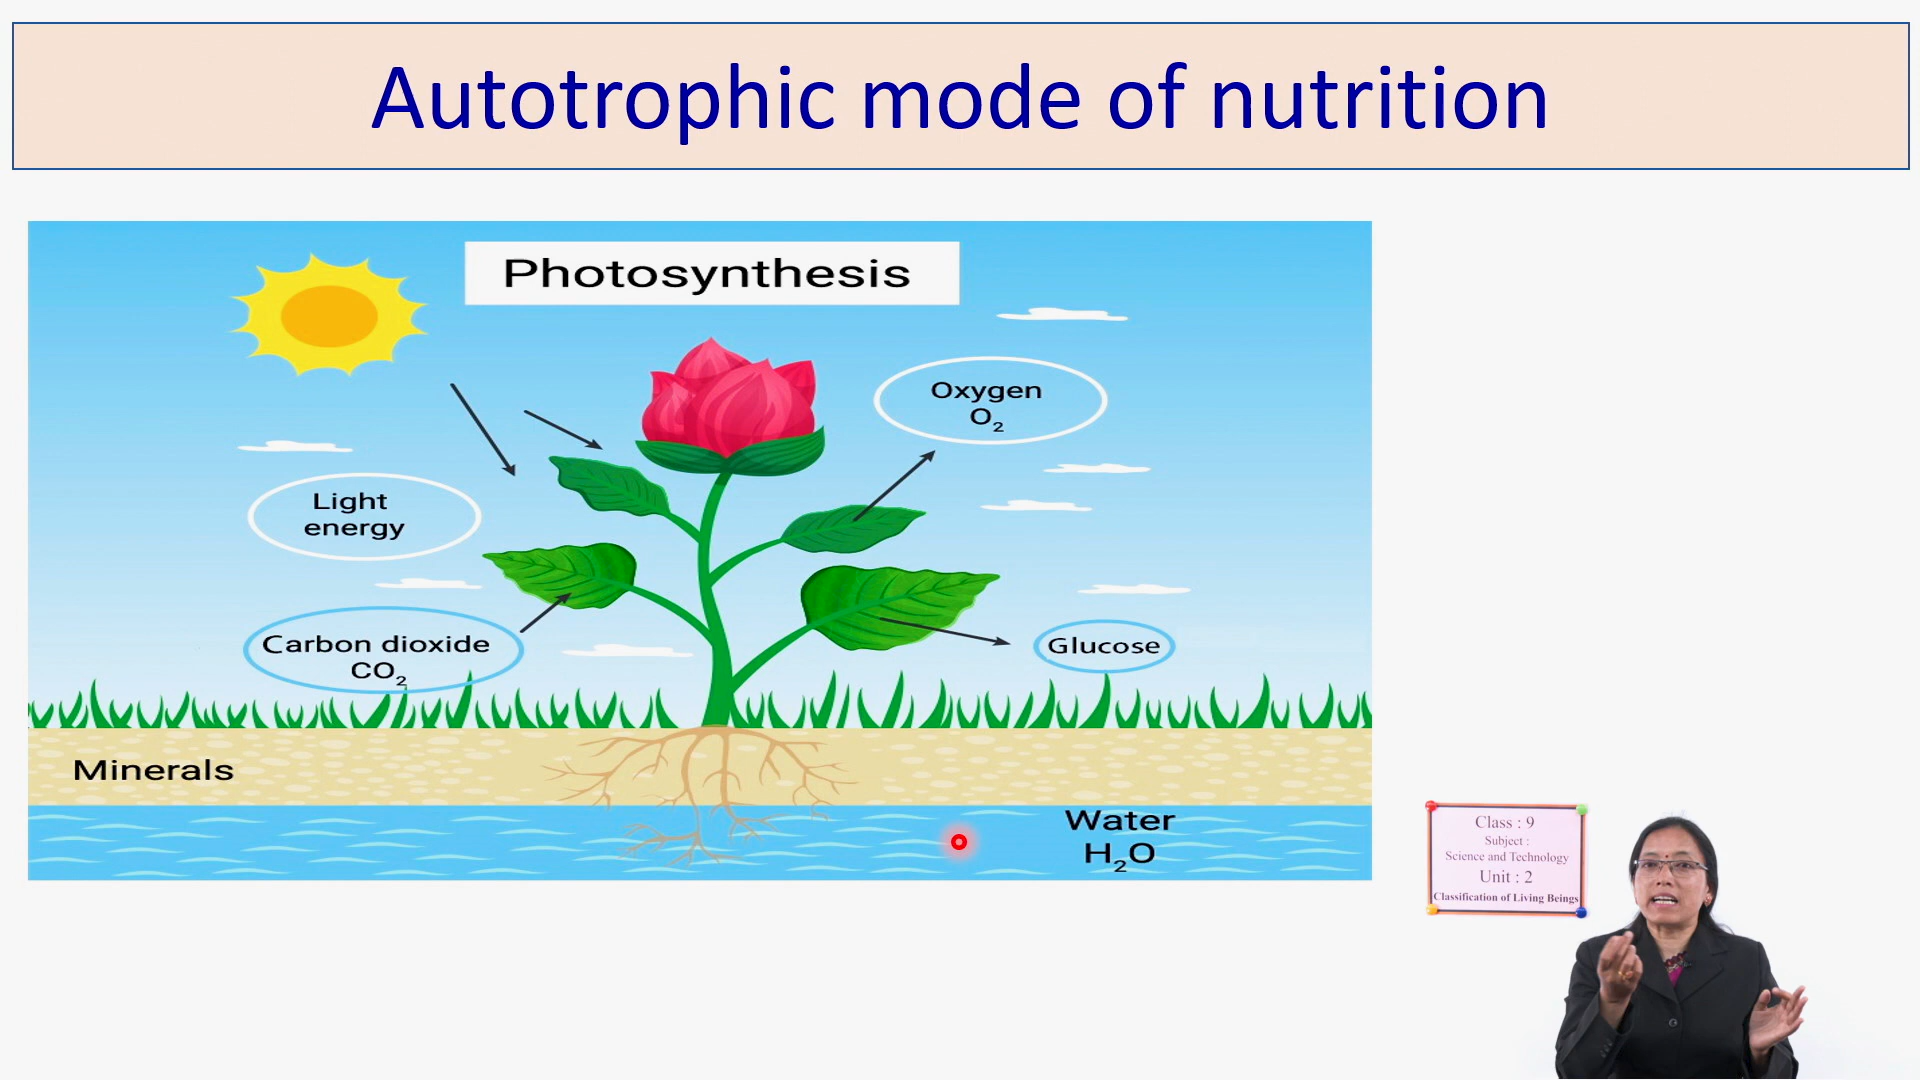 Autotrophic mode of nutrition
Photosynthesis
Oxygen
O₂
Light
energy
Carbon dioxide
CO₂
Glucose
Minerals
Water
H₂O
Class : 9
Subject :
Science and Technology
Unit : 2
Classification of Living Beings